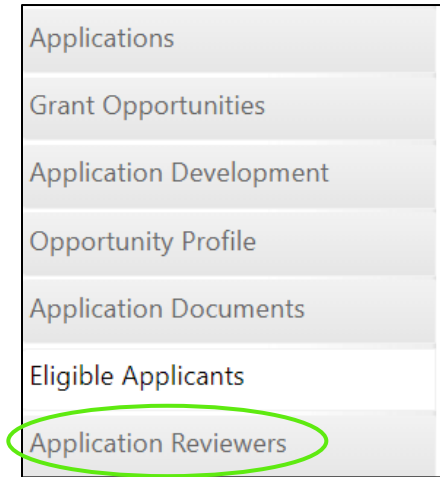 Applications
Grant Opportunities
Application Development
Opportunity Profile
Application Documents
Eligible Applicants
Application Reviewers